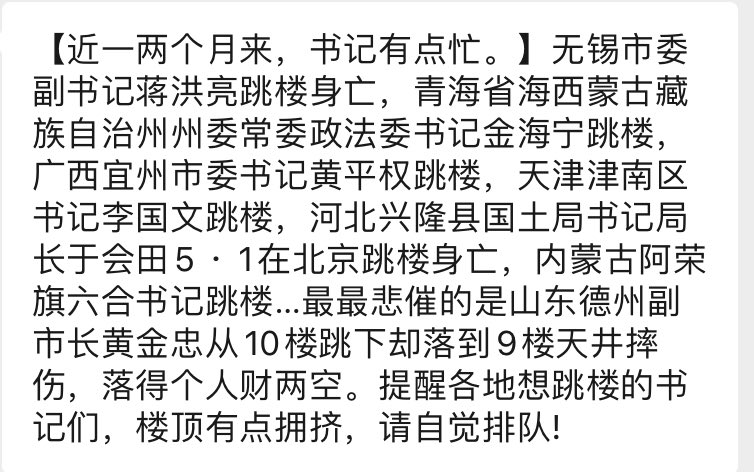 【近一两个月来，书记有点忙。】无锡市委
副书记蒋洪亮跳楼身亡，青海省海西蒙古藏
族自治州州委常委政法委书记金海宁跳楼，
广西宜州市委书记黄平权跳楼，天津津南区
书记李国文跳楼，河北兴隆县国土局书记局
长于会田5·1在北京跳楼身亡，内蒙古阿荣
旗六合书记跳楼...最最悲催的是山东德州副
市长黄金忠从10楼跳下却落到9楼天井摔
伤，落得个人财两空。提醒各地想跳楼的书
记们，楼顶有点拥挤，请自觉排队!